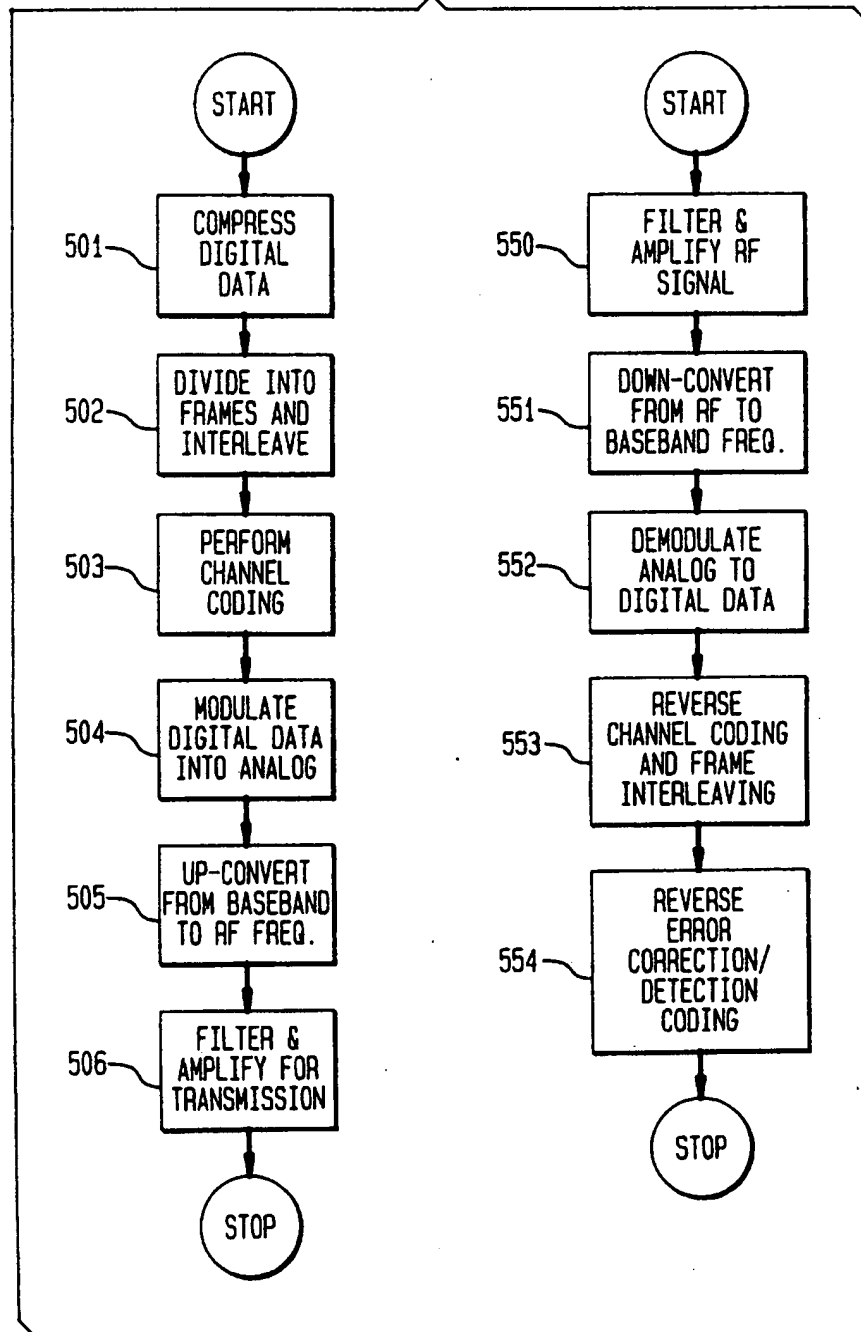 START
501
COMPRESS
DIGITAL
DATA
502
DIVIDE INTO
FRAMES AND
INTERLEAVE
503
PERFORM
CHANNEL
CODING
504
MODULATE
DIGITAL DATA
INTO ANALOG
505
UP-CONVERT
FROM BASEBAND
TO RF FREQ.
506
FILTER &
AMPLIFY FOR
TRANSMISSION
STOP
START
550
FILTER &
AMPLIFY RF
SIGNAL
551
DOWN-CONVERT
FROM RF TO
BASEBAND FREQ.
552
DEMODULATE
ANALOG TO
DIGITAL DATA
553
REVERSE
CHANNEL CODING
AND FRAME
INTERLEAVING
554
REVERSE
ERROR
CORRECTION/
DETECTION
CODING
STOP